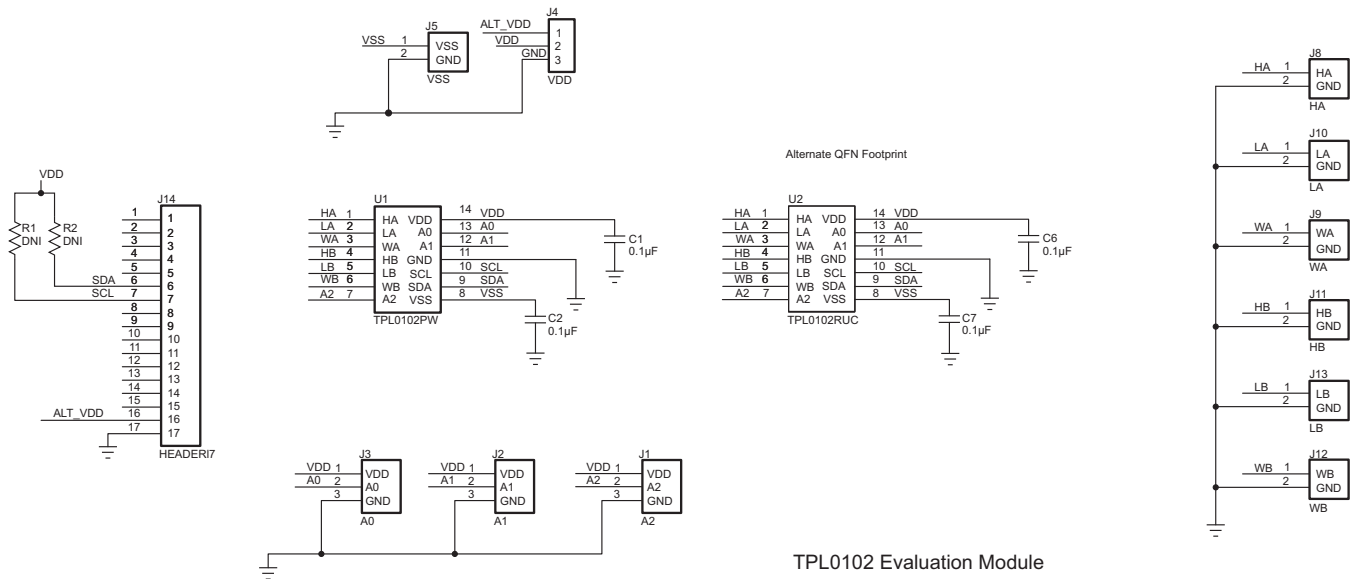 J5
VSS 1 VSS
2 GND
VSS
J4
ALT_VDD 1
VDD 2
GND 3
VDD
J8
HA 1 HA
2 GND
HA
J10
LA 1 LA
2 GND
LA
J9
WA 1 WA
2 GND
WA
J11
HB 1 HB
2 GND
HB
J13
LB 1 LB
2 GND
LB
J12
WB 1 WB
2 GND
WB
VDD
R1
DNI
R2
DNI
J14
1 1
2 2
3 3
4 4
5 5
SDA 6 6
SCL 7 7
8 8
9 9
10 10
11 11
12 12
13 13
14 14
15 15
ALT_VDD 16 16
17 17
HEADERI7
U1
HA 1 HA VDD 14 VDD
LA 2 LA A0 13 A0
WA 3 WA A1 12 A1
HB 4 HB GND 11
LB 5 LB SCL 10 SCL
WB 6 WB SDA 9 SDA
A2 7 A2 VSS 8 VSS
TPL0102PW
C1
0.1µF
C2
0.1µF
Alternate QFN Footprint
U2
HA 1 HA VDD 14 VDD
LA 2 LA A0 13 A0
WA 3 WA A1 12 A1
HB 4 HB GND 11
LB 5 LB SCL 10 SCL
WB 6 WB SDA 9 SDA
A2 7 A2 VSS 8 VSS
TPL0102RUC
C6
0.1µF
C7
0.1µF
J3
VDD 1 VDD
A0 2 A0
3 GND
A0
J2
VDD 1 VDD
A1 2 A1
3 GND
A1
J1
VDD 1 VDD
A2 2 A2
3 GND
A2
TPL0102 Evaluation Module